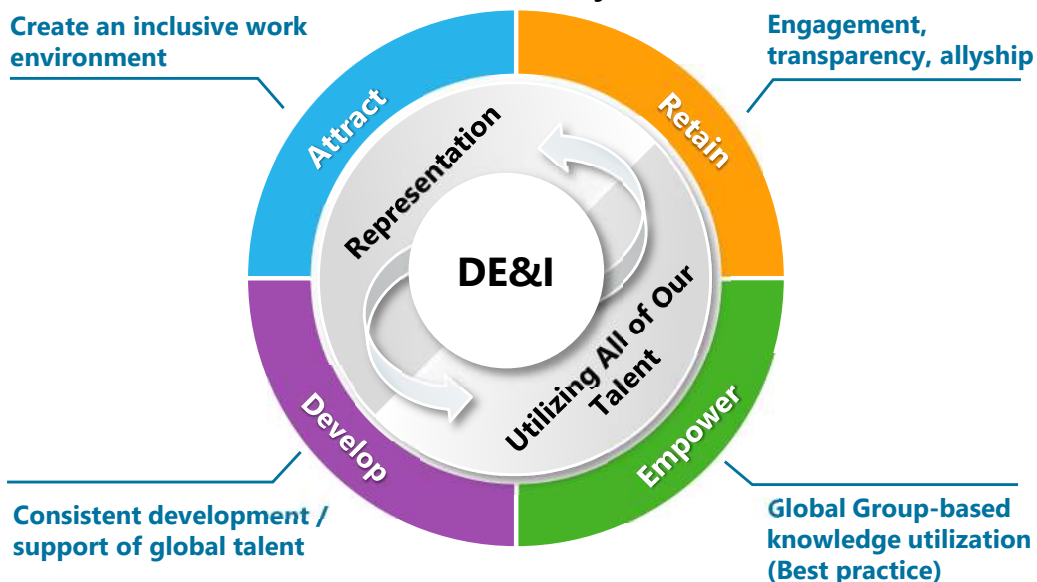 Create an inclusive work
environment
Engagement,
transparency, allyship
Attract
Retain
Representation
DE&I
Utilizing All of Our
Talent
Develop
Empower
Consistent development /
support of global talent
Global Group-based
knowledge utilization
(Best practice)